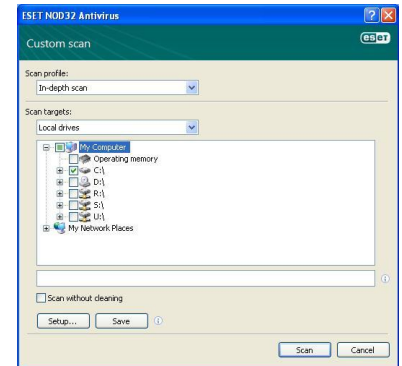 ESET NOD32 Antivirus
Custom scan
eset
Scan profile:
In-depth scan
Scan targets:
Local drives
My Computer
Operating memory
C:\
D:\
R:\
S:\
U:\
My Network Places
Scan without cleaning
Setup... Save
Scan Cancel